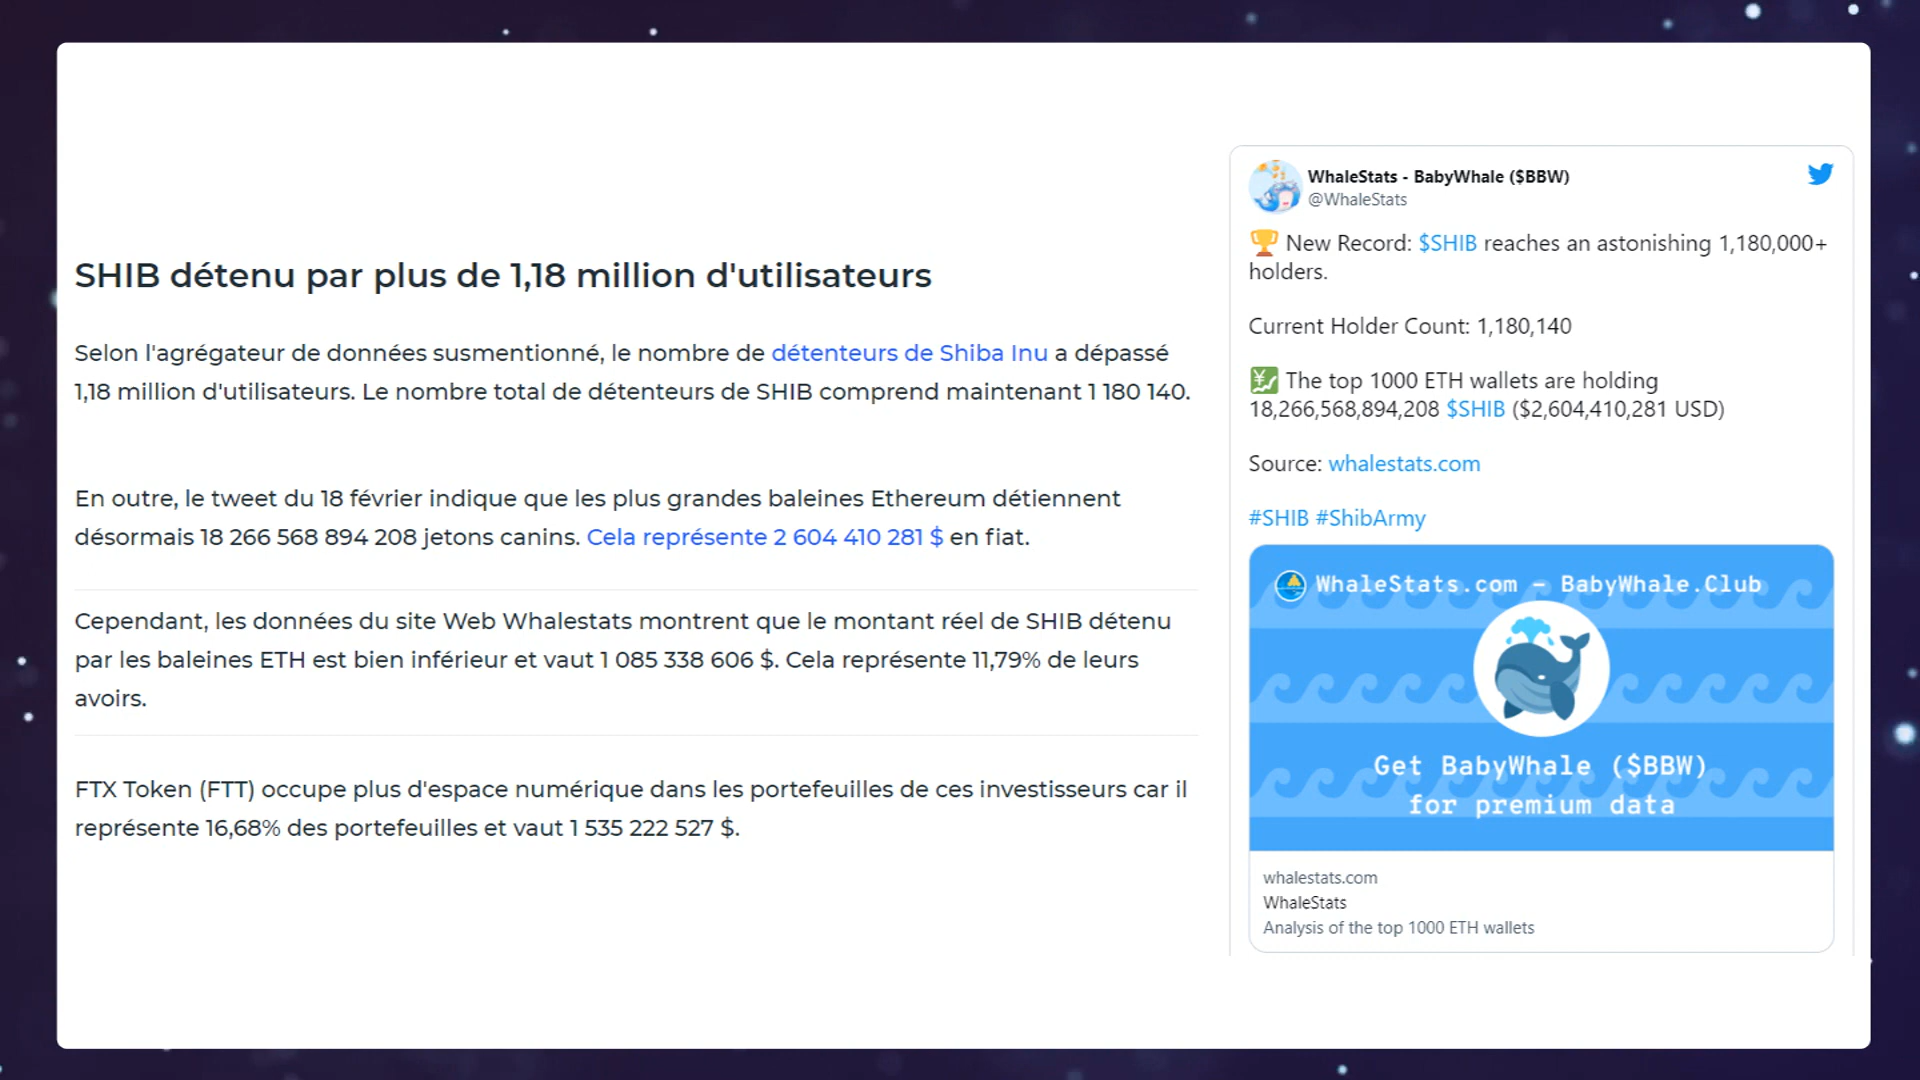 SHIB détenu par plus de 1,18 million d'utilisateurs
Selon l'agrégateur de données susmentionné, le nombre de détenteurs de Shiba Inu a dépassé
1,18 million d'utilisateurs. Le nombre total de détenteurs de SHIB comprend maintenant 1 180 140.
En outre, le tweet du 18 février indique que les plus grandes baleines Ethereum détiennent
désormais 18 266 568 894 208 jetons canins. Cela représente 2 604 410 281 $ en fiat.
Cependant, les données du site Web Whalestats montrent que le montant réel de SHIB détenu
par les baleines ETH est bien inférieur et vaut 1 085 338 606 $. Cela représente 11,79% de leurs
avoirs.
FTX Token (FTT) occupe plus d'espace numérique dans les portefeuilles de ces investisseurs car il
représente 16,68% des portefeuilles et vaut 1 535 222 527 $.
WhaleStats - BabyWhale ($BBW)
@WhaleStats
New Record: $SHIB reaches an astonishing 1,180,000+
holders.
Current Holder Count: 1,180,140
The top 1000 ETH wallets are holding
18,266,568,894,208 $SHIB ($2,604,410,281 USD)
Source: whalestats.com
#SHIB #ShibArmy
WhaleStats.com - BabyWhale.Club
Get BabyWhale ($BBW)
for premium data
whalestats.com
WhaleStats
Analysis of the top 1000 ETH wallets